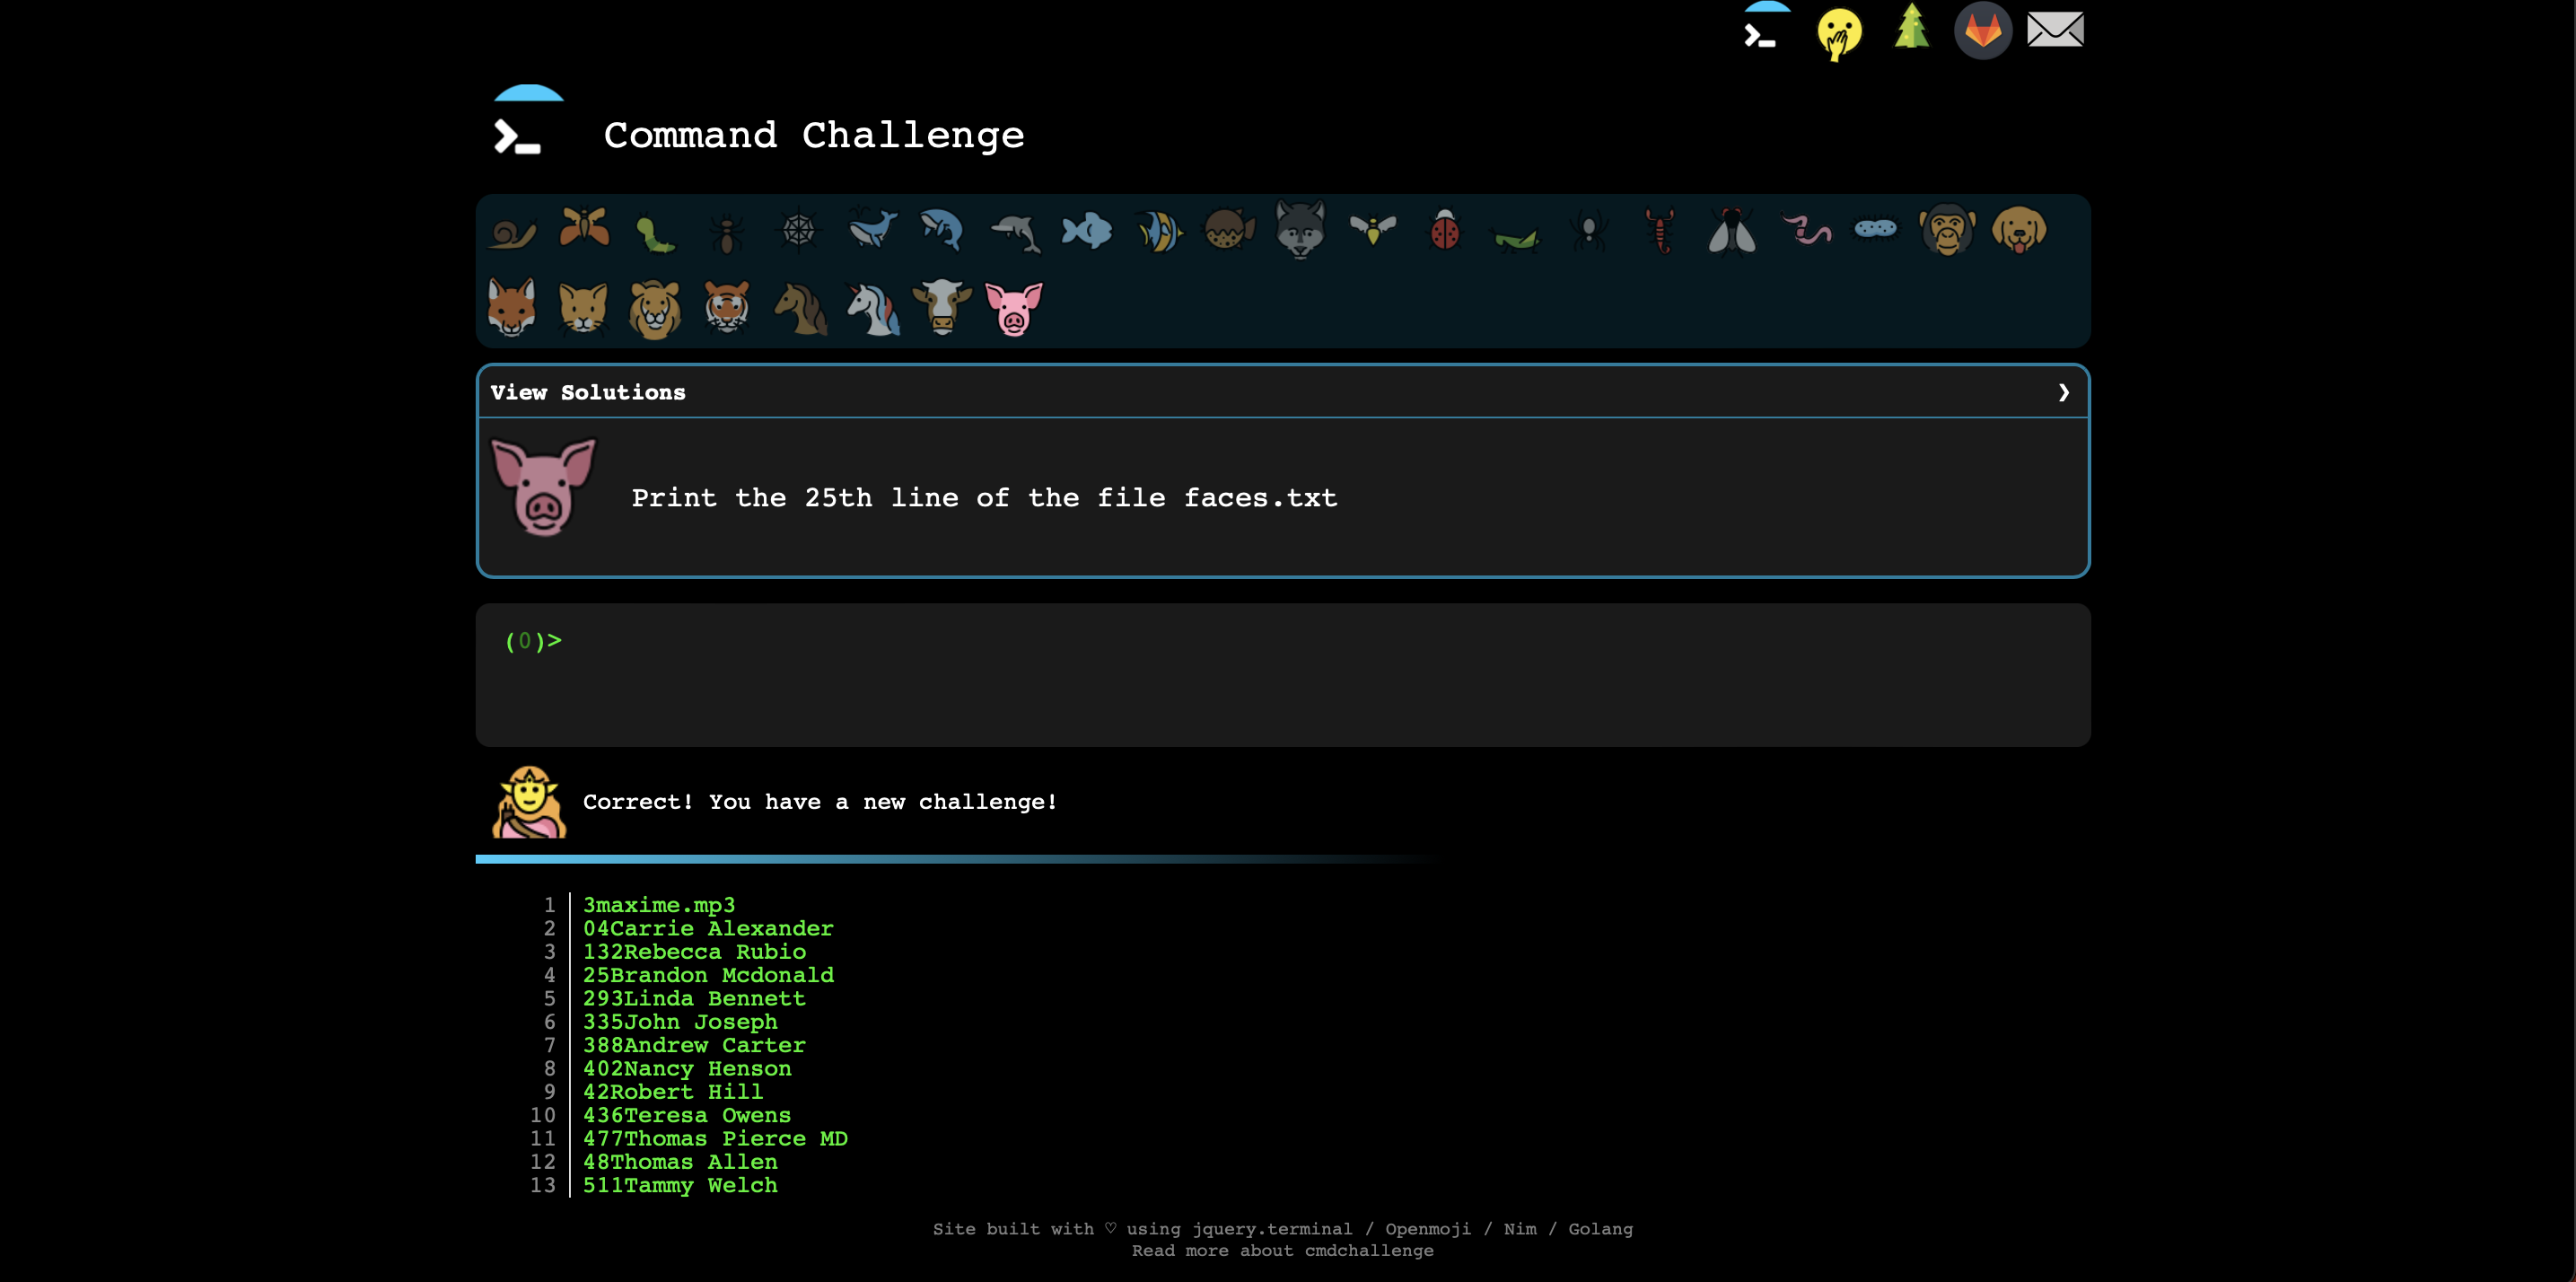 Command Challenge
View Solutions ❯
Print the 25th line of the file faces.txt
(0)>
Correct! You have a new challenge!
1 3maxime.mp3
2 04Carrie Alexander
3 132Rebecca Rubio
4 25Brandon Mcdonald
5 293Linda Bennett
6 335John Joseph
7 388Andrew Carter
8 402Nancy Henson
9 42Robert Hill
10 436Teresa Owens
11 477Thomas Pierce MD
12 48Thomas Allen
13 511Tammy Welch
Site built with ♡ using jquery.terminal / Openmoji / Nim / Golang
Read more about cmdchallenge